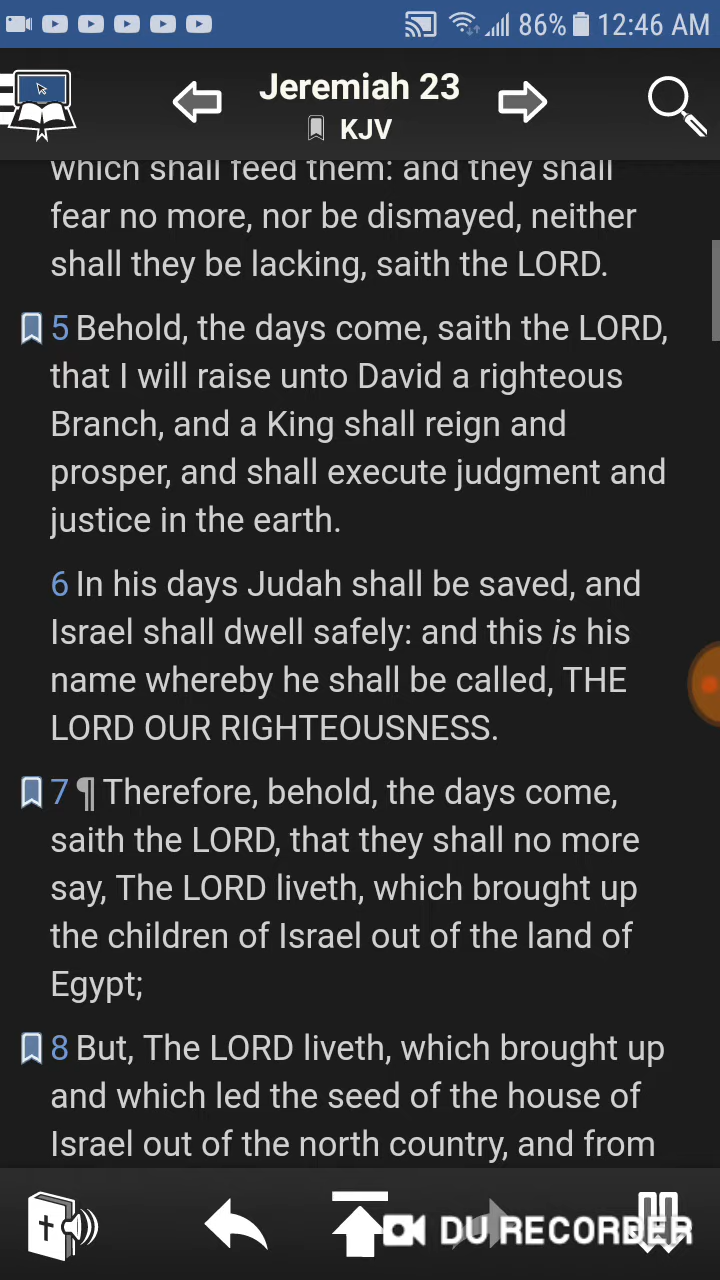 86% 12:46 AM
Jeremiah 23
KJV
which shall feed them: and they shall
fear no more, nor be dismayed, neither
shall they be lacking, saith the LORD.
5 Behold, the days come, saith the LORD,
that I will raise unto David a righteous
Branch, and a King shall reign and
prosper, and shall execute judgment and
justice in the earth.
6 In his days Judah shall be saved, and
Israel shall dwell safely: and this is his
name whereby he shall be called, THE
LORD OUR RIGHTEOUSNESS.
7 ¶ Therefore, behold, the days come,
saith the LORD, that they shall no more
say, The LORD liveth, which brought up
the children of Israel out of the land of
Egypt;
8 But, The LORD liveth, which brought up
and which led the seed of the house of
Israel out of the north country, and from
DU RECORDER